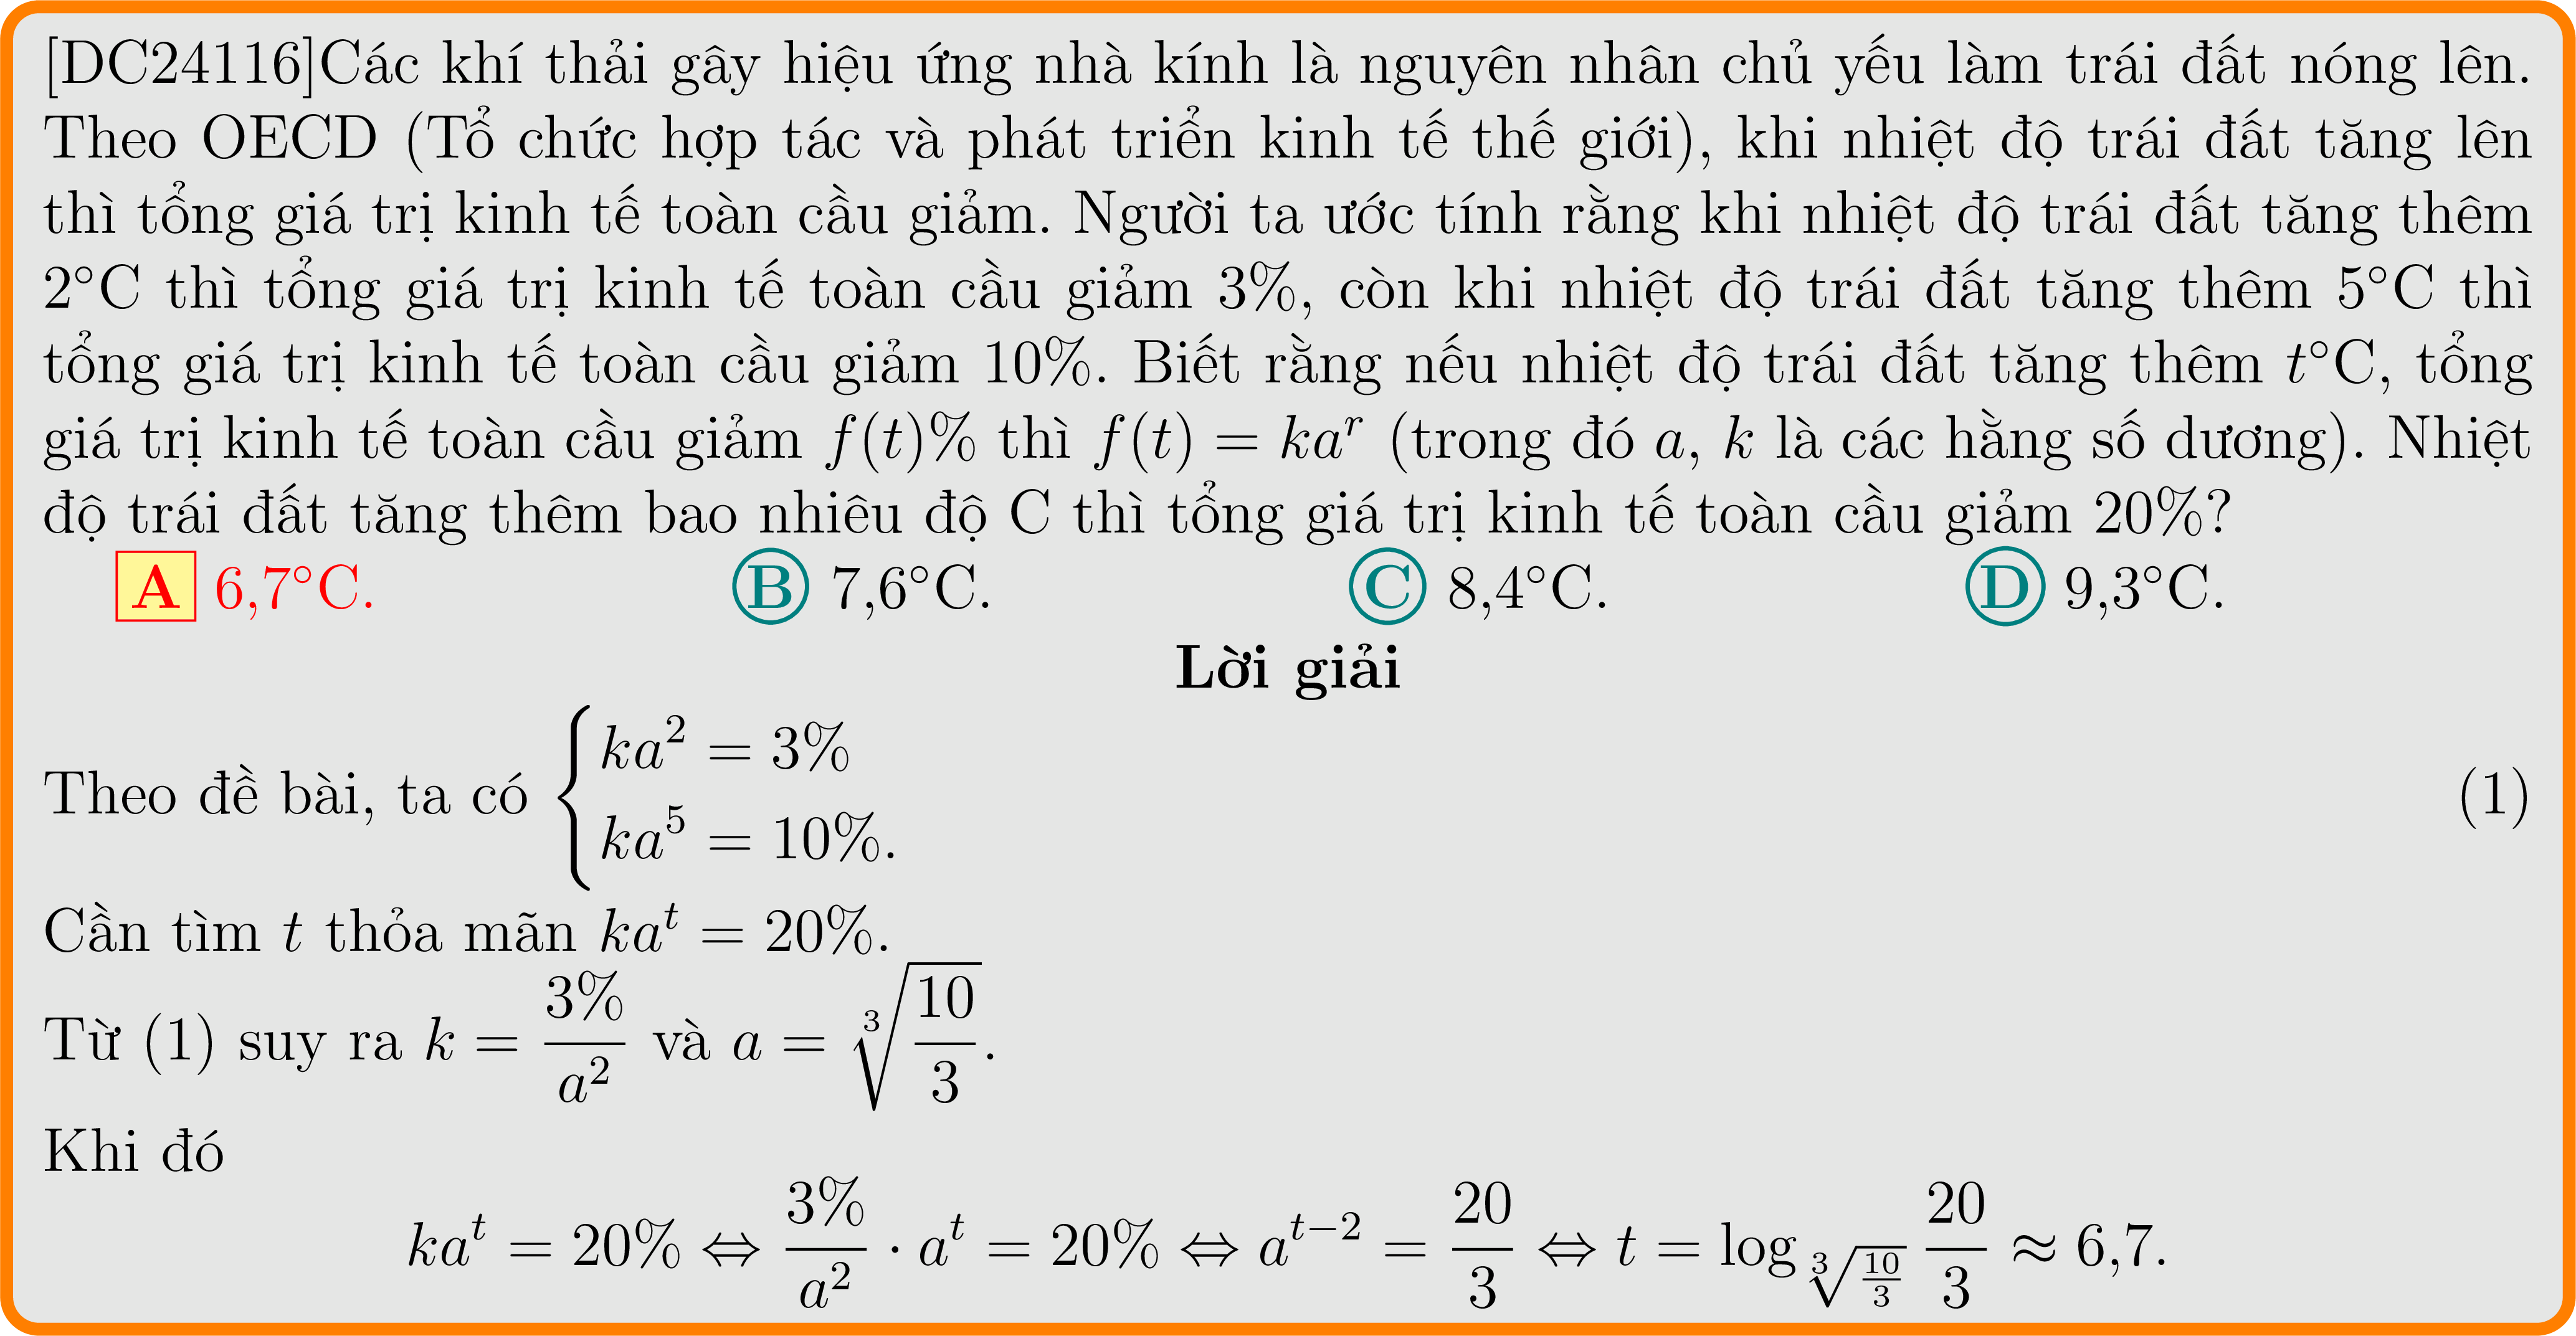 [DC24116]Các khí thải gây hiệu ứng nhà kính là nguyên nhân chủ yếu làm trái đất nóng lên.
Theo OECD (Tổ chức hợp tác và phát triển kinh tế thế giới), khi nhiệt độ trái đất tăng lên
thì tổng giá trị kinh tế toàn cầu giảm. Người ta ước tính rằng khi nhiệt độ trái đất tăng thêm
2°C thì tổng giá trị kinh tế toàn cầu giảm 3%, còn khi nhiệt độ trái đất tăng thêm 5°C thì
tổng giá trị kinh tế toàn cầu giảm 10%. Biết rằng nếu nhiệt độ trái đất tăng thêm $t$°C, tổng
giá trị kinh tế toàn cầu giảm $f(t)\%$ thì $f(t) = ka^r$ (trong đó $a$, $k$ là các hằng số dương). Nhiệt
độ trái đất tăng thêm bao nhiêu độ C thì tổng giá trị kinh tế toàn cầu giảm 20%?
A 6,7°C. B 7,6°C. C 8,4°C. D 9,3°C.
Lời giải
Theo đề bài, ta có $\begin{cases} ka^2 = 3\% \\ ka^5 = 10\%. \end{cases}$ (1)
Cần tìm $t$ thỏa mãn $ka^t = 20\%$.
Từ (1) suy ra $k = \dfrac{3\%}{a^2}$ và $a = \sqrt[3]{\dfrac{10}{3}}$.
Khi đó
$ka^t = 20\% \Leftrightarrow \dfrac{3\%}{a^2} \cdot a^t = 20\% \Leftrightarrow a^{t-2} = \dfrac{20}{3} \Leftrightarrow t = \log_{\sqrt[3]{\frac{10}{3}}} \dfrac{20}{3} \approx 6{,}7.$